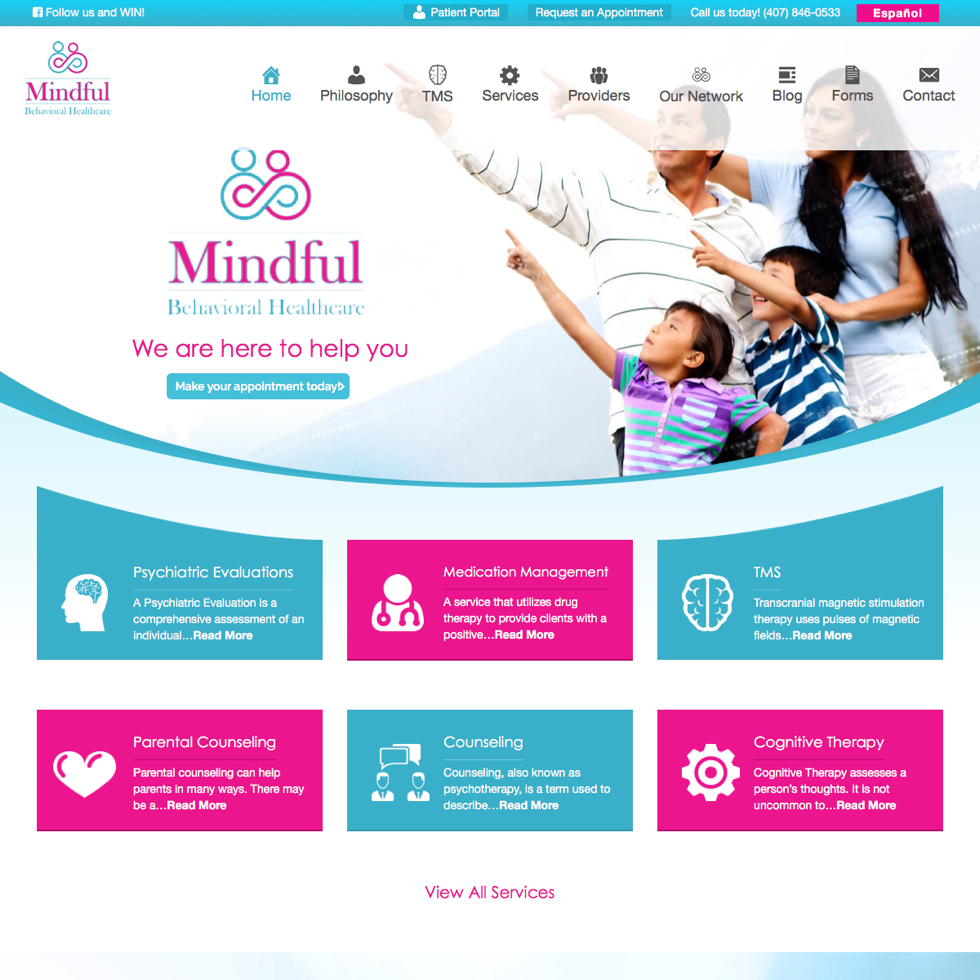 Follow us and WIN!
Patient Portal
Request an Appointment
Call us today! (407) 846-0533
Español
Mindful
Behavioral Healthcare
Home
Philosophy
TMS
Services
Providers
Our Network
Blog
Forms
Contact
Mindful
Behavioral Healthcare
We are here to help you
Make your appointment today!
Psychiatric Evaluations
A Psychiatric Evaluation is a
comprehensive assessment of an
individual...Read More
Medication Management
A service that utilizes drug
therapy to provide clients with a
positive...Read More
TMS
Transcranial magnetic stimulation
therapy uses pulses of magnetic
fields...Read More
Parental Counseling
Parental counseling can help
parents in many ways. There may
be a...Read More
Counseling
Counseling, also known as
psychotherapy, is a term used to
describe...Read More
Cognitive Therapy
Cognitive Therapy assesses a
person's thoughts. It is not
uncommon to...Read More
View All Services